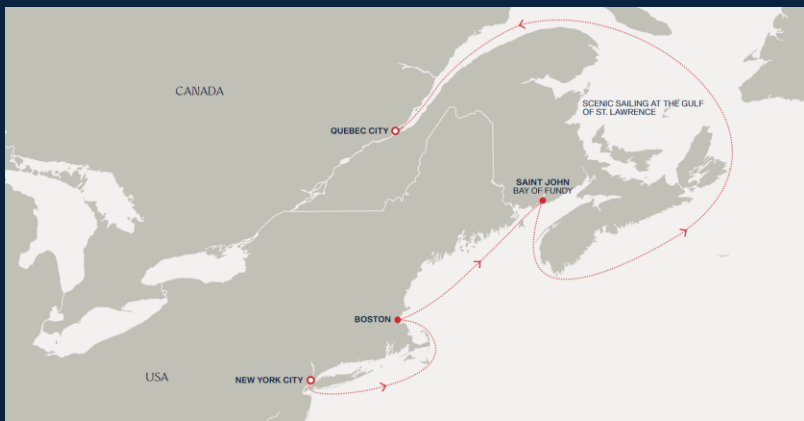 CANADA
SCENIC SAILING AT THE GULF
OF ST. LAWRENCE
QUEBEC CITY
SAINT JOHN
BAY OF FUNDY
BOSTON
USA
NEW YORK CITY